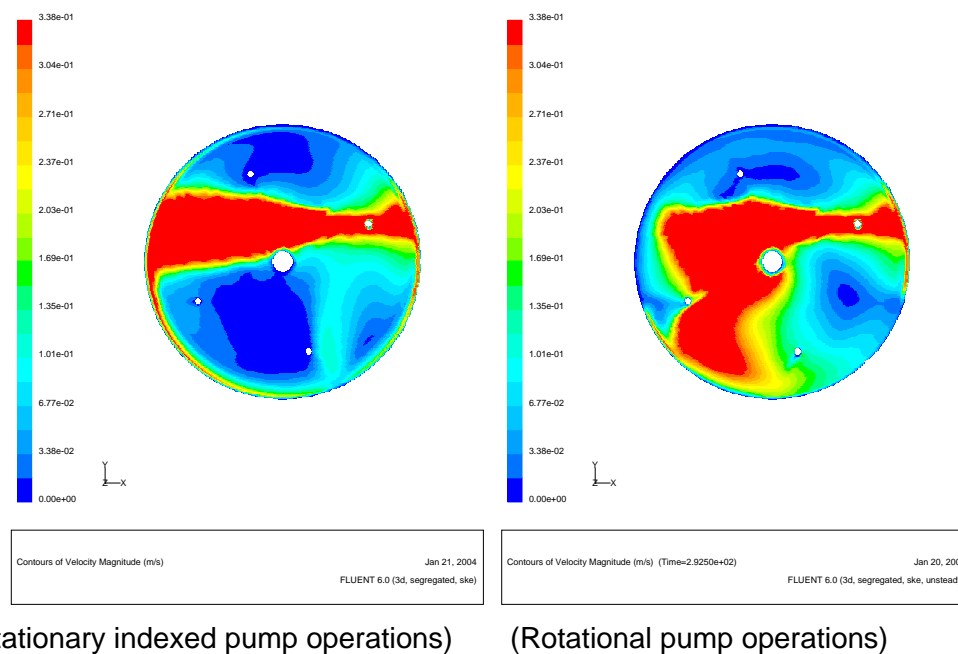 3.38e-01
3.04e-01
2.71e-01
2.37e-01
2.03e-01
1.69e-01
1.35e-01
1.01e-01
6.77e-02
3.38e-02
0.00e+00
Y
Z X
Contours of Velocity Magnitude (m/s) Jan 21, 2004
FLUENT 6.0 (3d, segregated, ske)
3.38e-01
3.04e-01
2.71e-01
2.37e-01
2.03e-01
1.69e-01
1.35e-01
1.01e-01
6.77e-02
3.38e-02
0.00e+00
Y
Z X
Contours of Velocity Magnitude (m/s) (Time=2.9250e+02) Jan 20, 200
FLUENT 6.0 (3d, segregated, ske, unstead
tationary indexed pump operations) (Rotational pump operations)